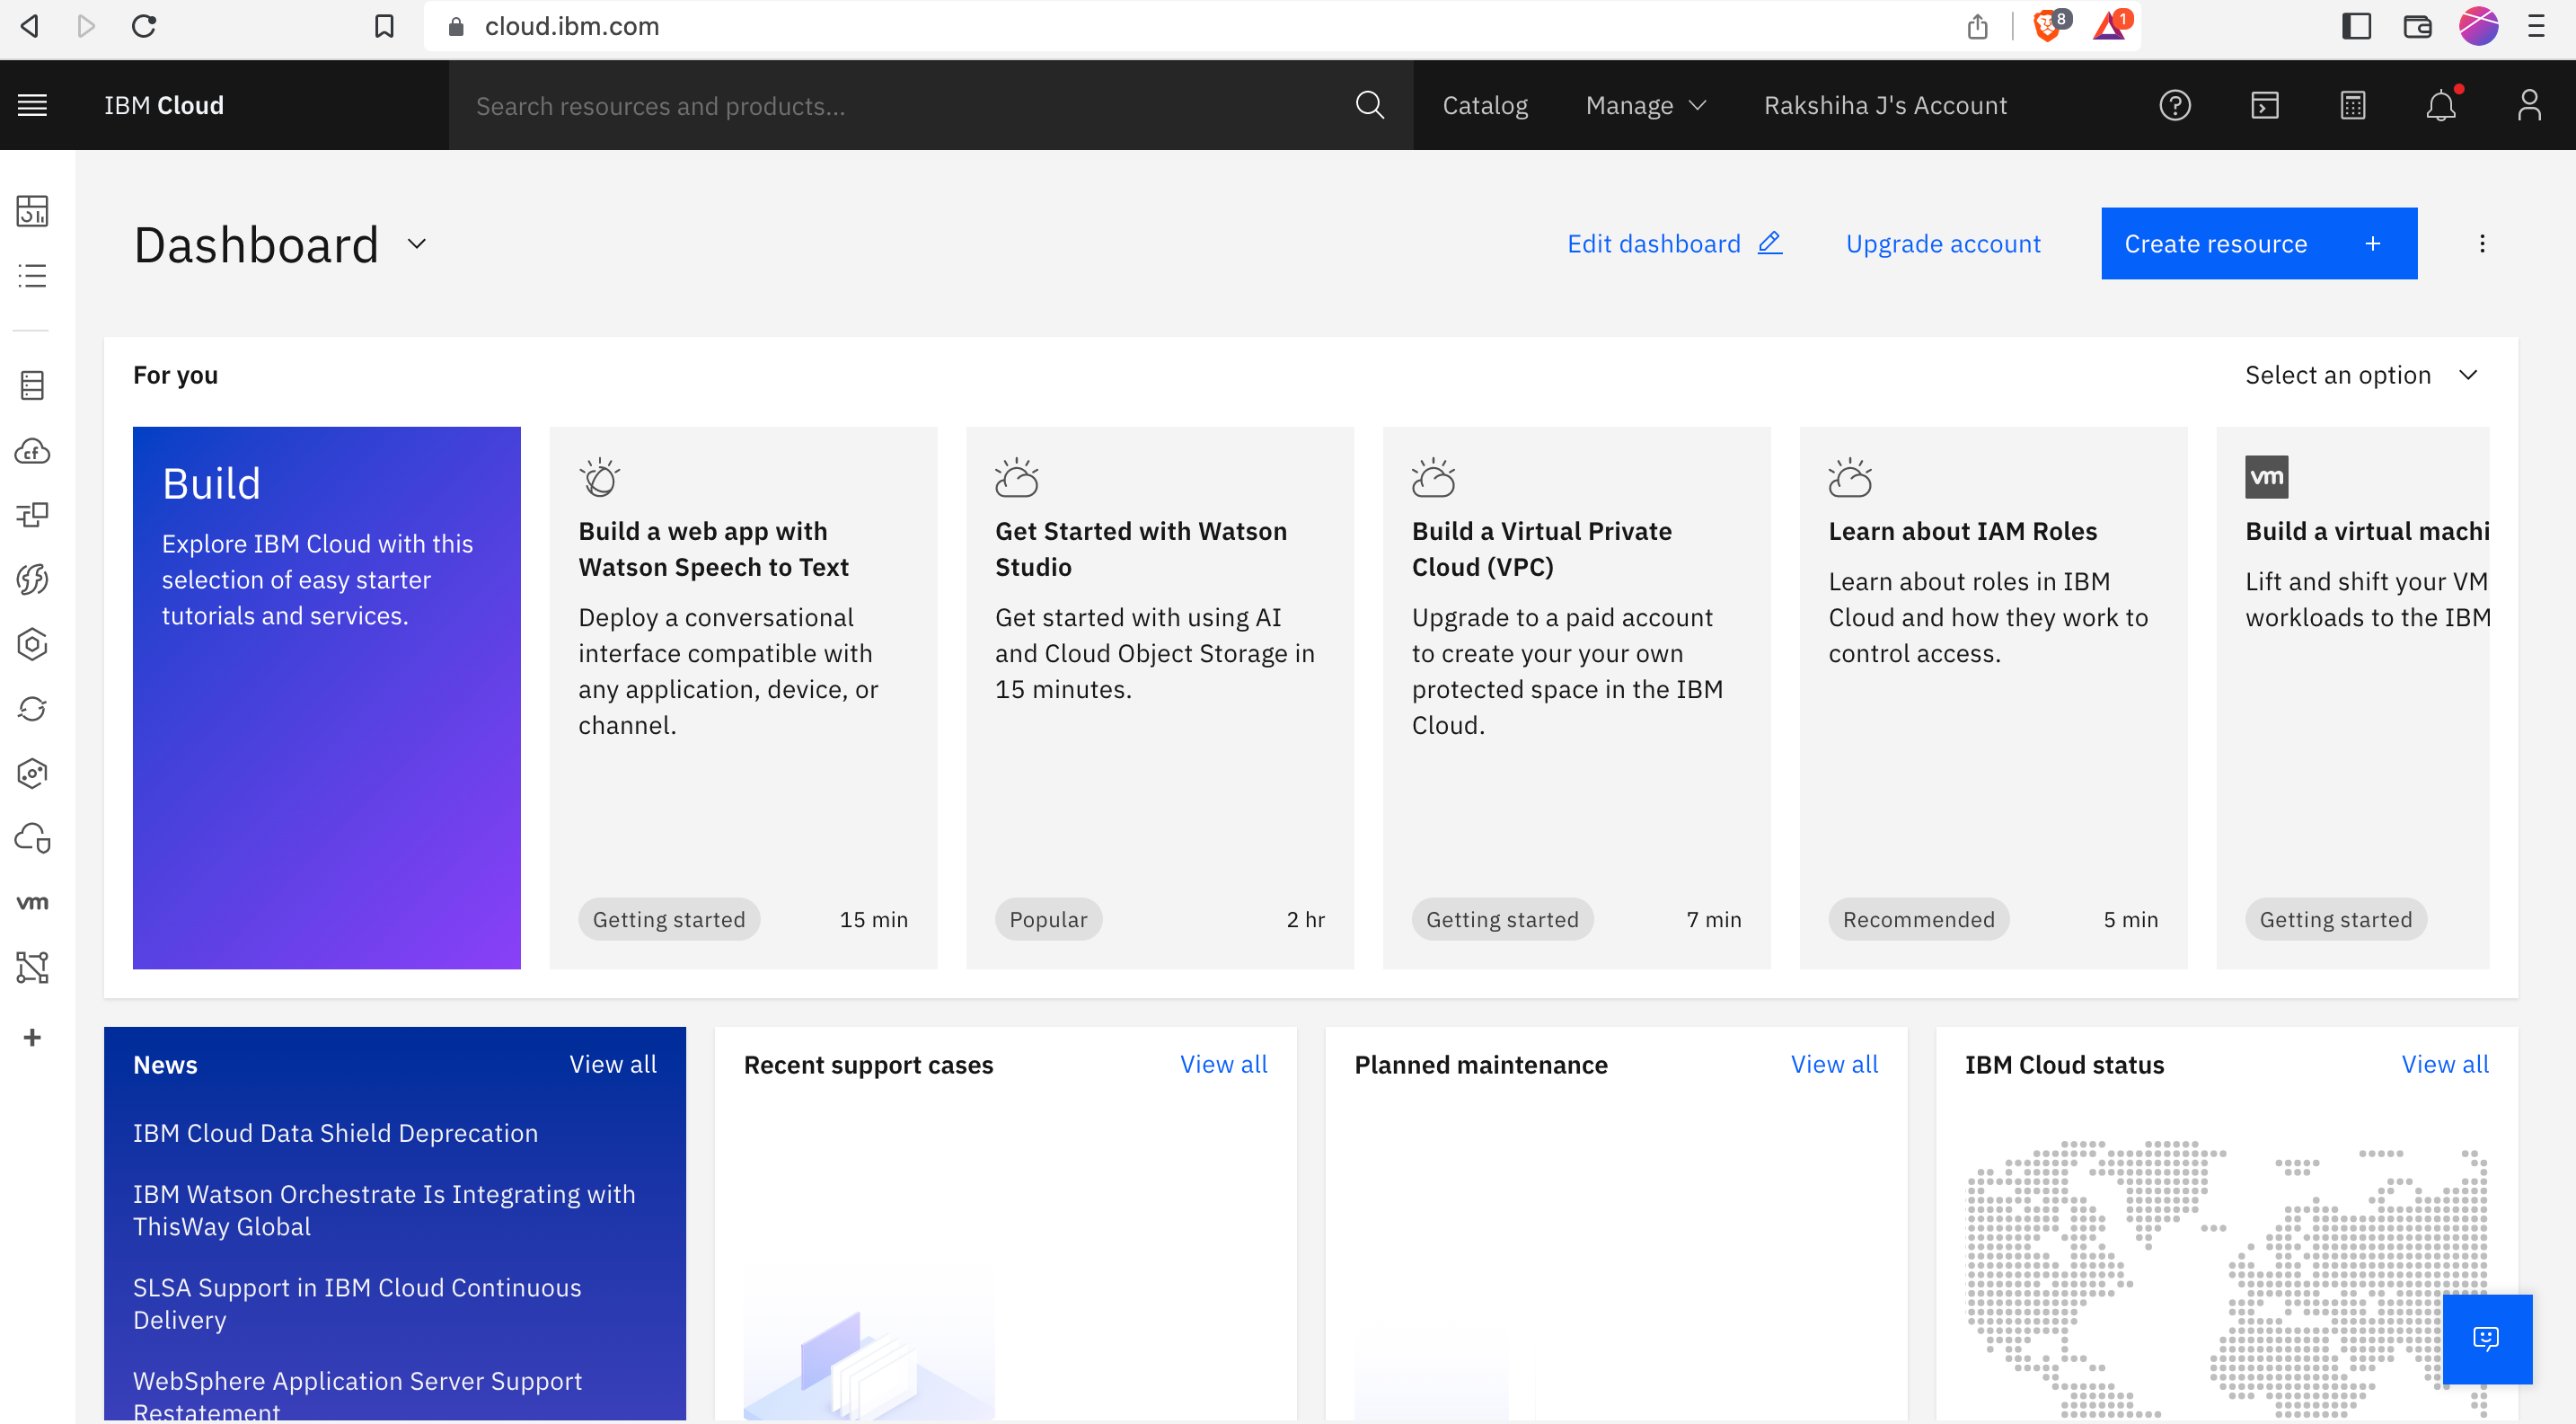 cloud.ibm.com
8
1
IBM Cloud
Search resources and products...
Catalog
Manage
Rakshiha J's Account
Dashboard
Edit dashboard
Upgrade account
Create resource +
For you
Select an option
Build
Explore IBM Cloud with this
selection of easy starter
tutorials and services.
Build a web app with
Watson Speech to Text
Deploy a conversational
interface compatible with
any application, device, or
channel.
Getting started
15 min
Get Started with Watson
Studio
Get started with using AI
and Cloud Object Storage in
15 minutes.
Popular
2 hr
Build a Virtual Private
Cloud (VPC)
Upgrade to a paid account
to create your your own
protected space in the IBM
Cloud.
Getting started
7 min
Learn about IAM Roles
Learn about roles in IBM
Cloud and how they work to
control access.
Recommended
5 min
vm
Build a virtual machi
Lift and shift your VM
workloads to the IBM
Getting started
cf
vm
News
View all
IBM Cloud Data Shield Deprecation
IBM Watson Orchestrate Is Integrating with
ThisWay Global
SLSA Support in IBM Cloud Continuous
Delivery
WebSphere Application Server Support
Restatement
Recent support cases
View all
Planned maintenance
View all
IBM Cloud status
View all